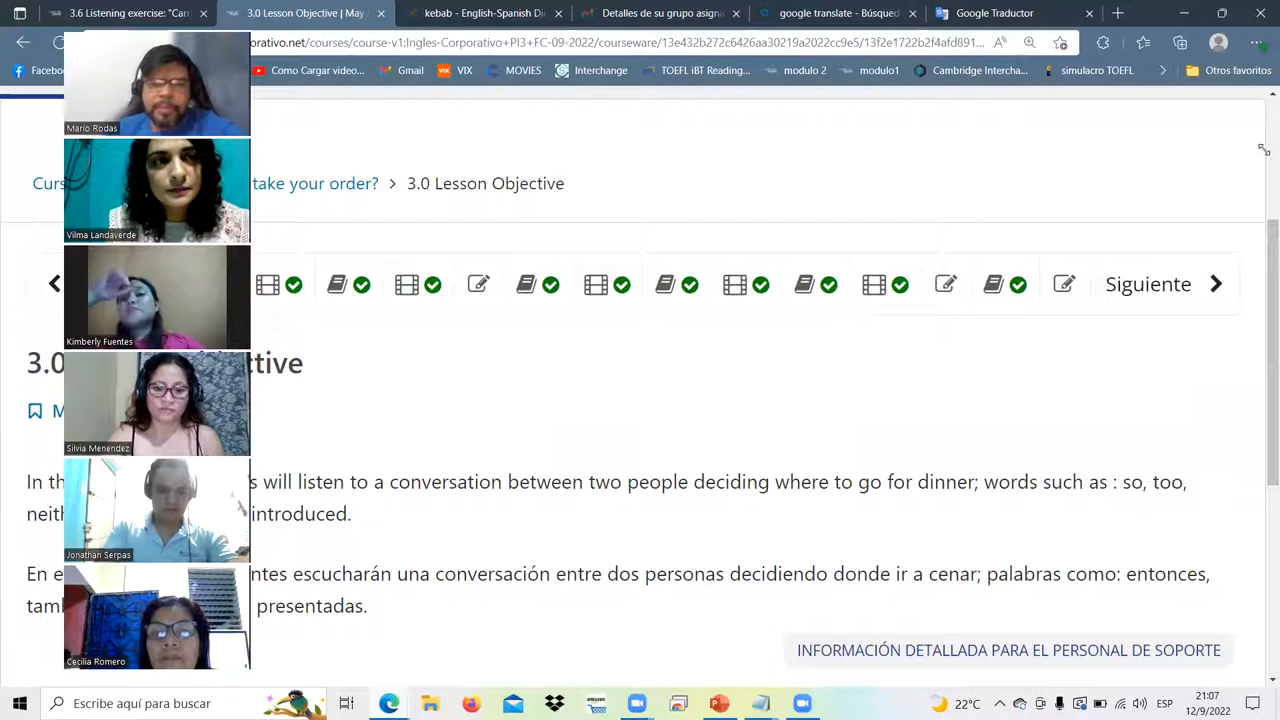 3.6 Listening exercise: "Carr
3.0 Lesson Objective | "May I
kebab - English-Spanish Di
Detalles de su grupo asigna
google translate - Búsqued
Google Traductor
orativo.net/courses/course-v1:Ingles-Corporativo+PI3+FC-09-2022/courseware/13e432b272c6426aa30219a2022cc9e5/13f2e1722b2f4afd891...
Faceboo
Como Cargar video...
Gmail
VIX
MOVIES
Interchange
TOEFL iBT Reading...
modulo 2
modulo1
Cambridge Intercha...
simulacro TOEFL
Otros favoritos
Mario Rodas
Curs
take your order? > 3.0 Lesson Objective
Vilma Landaverde
Siguiente
Kimberly Fuentes
3.0
ctive
M
Silvia Menendez
In th
's will listen to a conversation between two people deciding where to go for dinner; words such as : so, too,
neith
introduced.
Jonathan Serpas
En e
ntes escucharán una conversación entre dos personas decidiendo donde ir a cenar; palabras como: entonces,
tam
presentadas.
Cecilia Romero
INFORMACIÓN DETALLADA PARA EL PERSONAL DE SOPORTE
Escribe aquí para buscar
amazon
22°C
ESP
21:07
12/9/2022